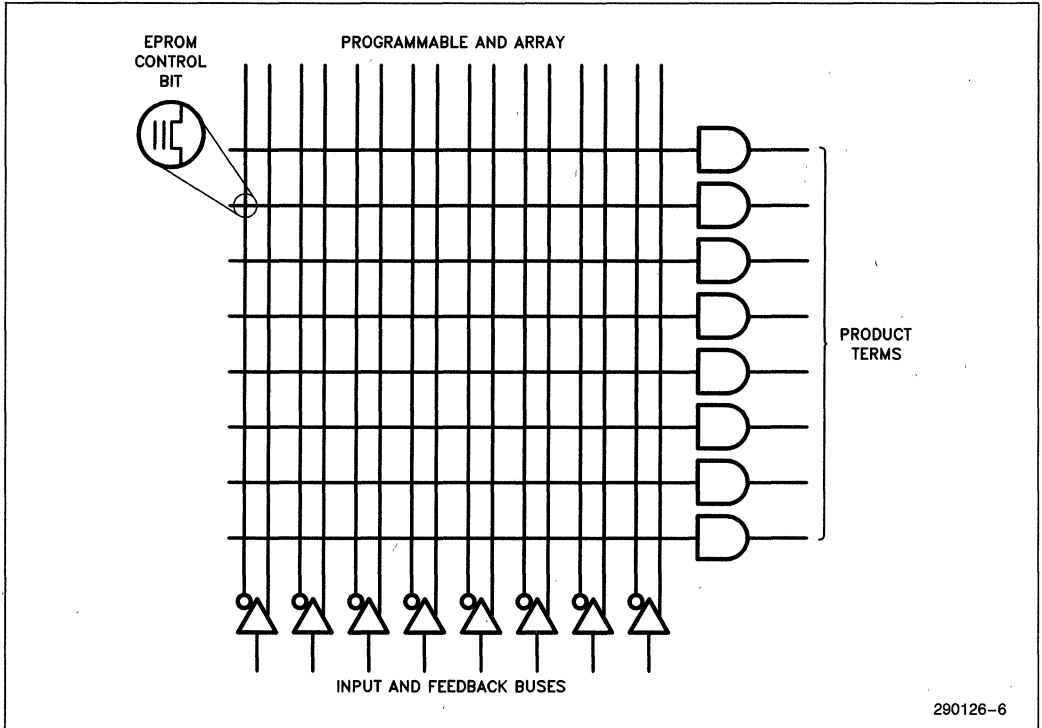 EPROM
CONTROL
BIT
PROGRAMMABLE AND ARRAY
PRODUCT
TERMS
INPUT AND FEEDBACK BUSES
290126-6